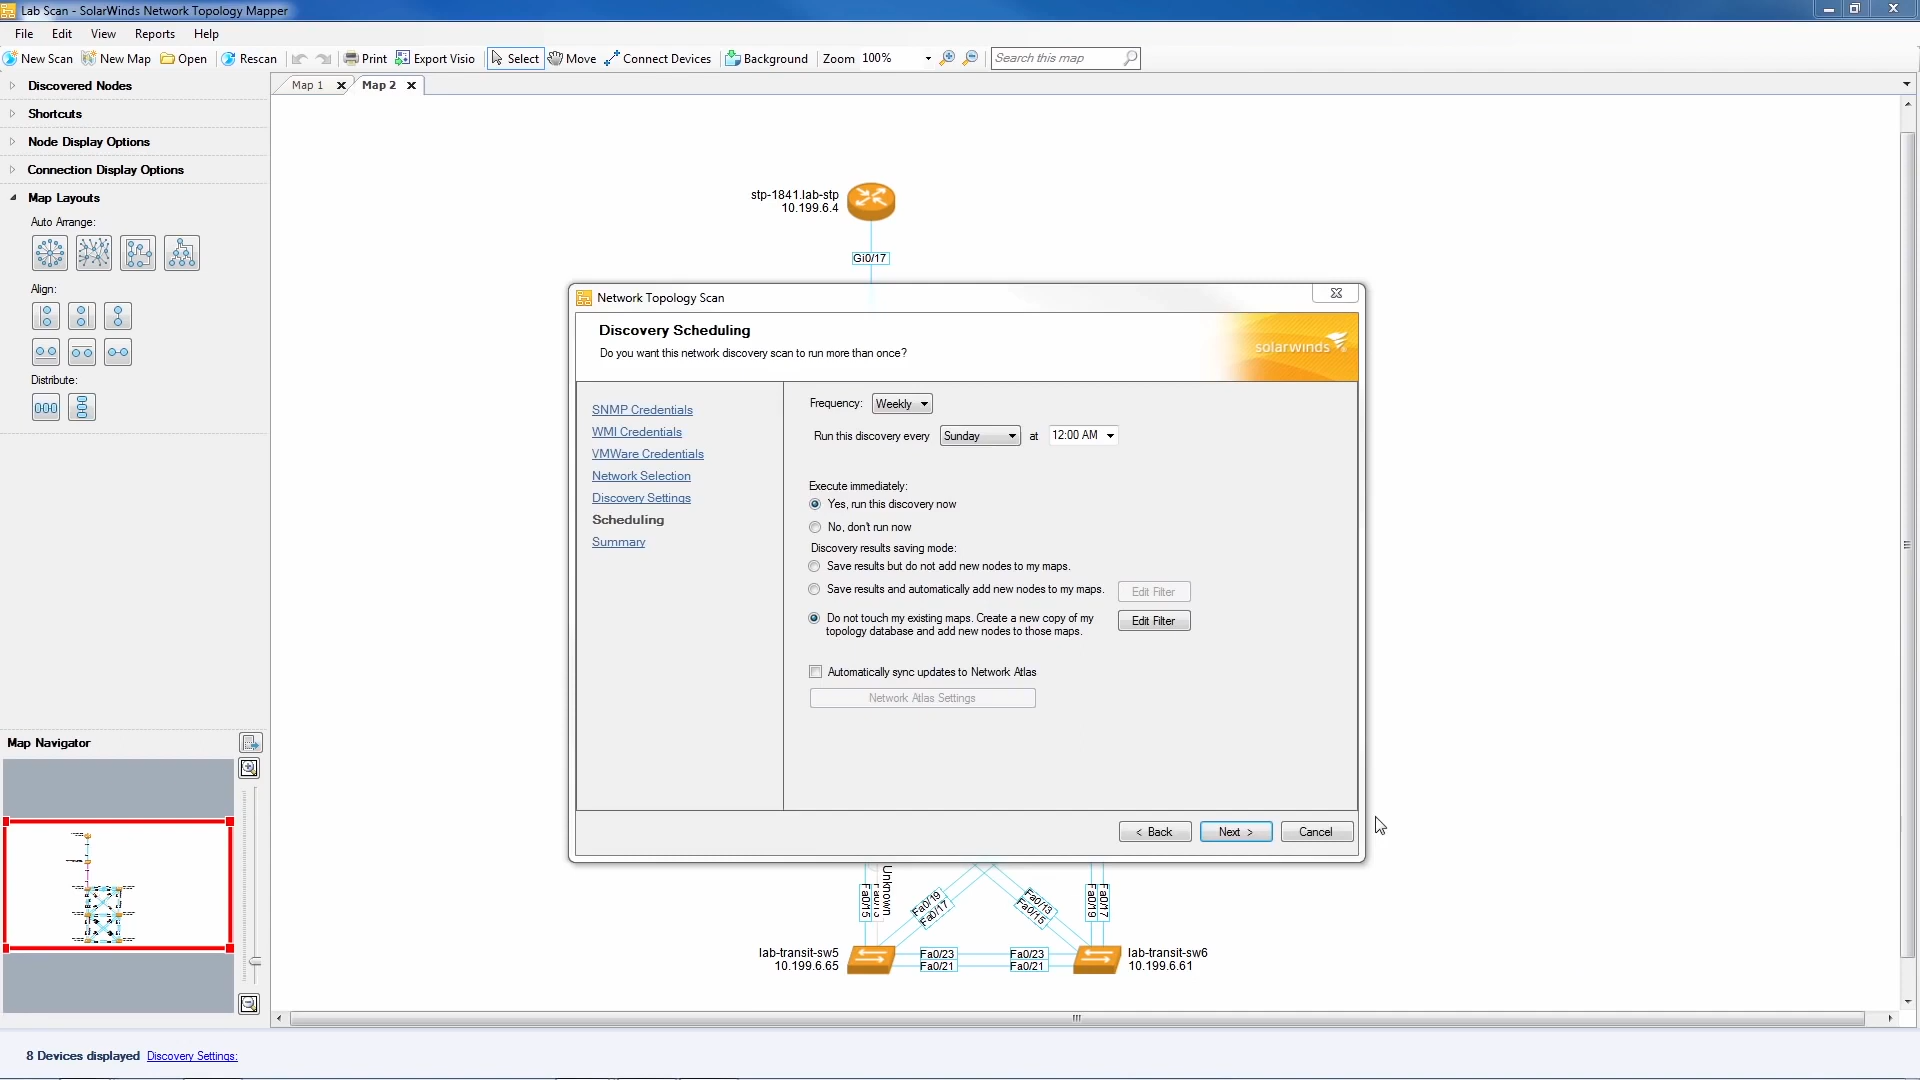 Lab Scan - SolarWinds Network Topology Mapper
File Edit View Reports Help
New Scan New Map Open Rescan Print Export Visio Select Move Connect Devices Background Zoom 100% Search this map
Discovered Nodes
Shortcuts
Node Display Options
Connection Display Options
Map Layouts
Auto Arrange:
Align:
Distribute:
Map 1 Map 2
stp-1841.lab-stp
10.199.6.4
Gi0/17
Network Topology Scan
Discovery Scheduling
Do you want this network discovery scan to run more than once?
solarwinds
SNMP Credentials
WMI Credentials
VMWare Credentials
Network Selection
Discovery Settings
Scheduling
Summary
Frequency: Weekly
Run this discovery every Sunday at 12:00 AM
Execute immediately:
Yes, run this discovery now
No, don't run now
Discovery results saving mode:
Save results but do not add new nodes to my maps.
Save results and automatically add new nodes to my maps. Edit Filter
Do not touch my existing maps. Create a new copy of my
topology database and add new nodes to those maps. Edit Filter
Automatically sync updates to Network Atlas
Network Atlas Settings
< Back Next > Cancel
Map Navigator
Fa0/15
Unknown
Fa0/19
Fa0/17
Fa0/13
Fa0/15
Fa0/19
Fa0/17
lab-transit-sw5
10.199.6.65
Fa0/23 Fa0/23
Fa0/21 Fa0/21
lab-transit-sw6
10.199.6.61
8 Devices displayed Discovery Settings: